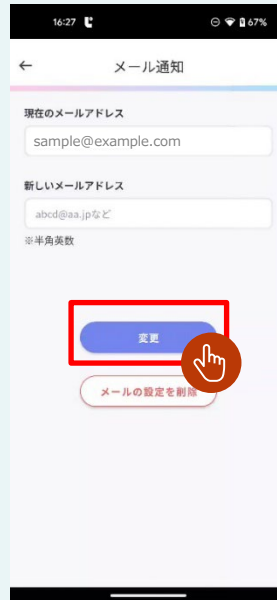 16:27 67%
メール通知
現在のメールアドレス
sample@example.com
新しいメールアドレス
abcd@aa.jpなど
※半角英数
変更
メールの設定を削除